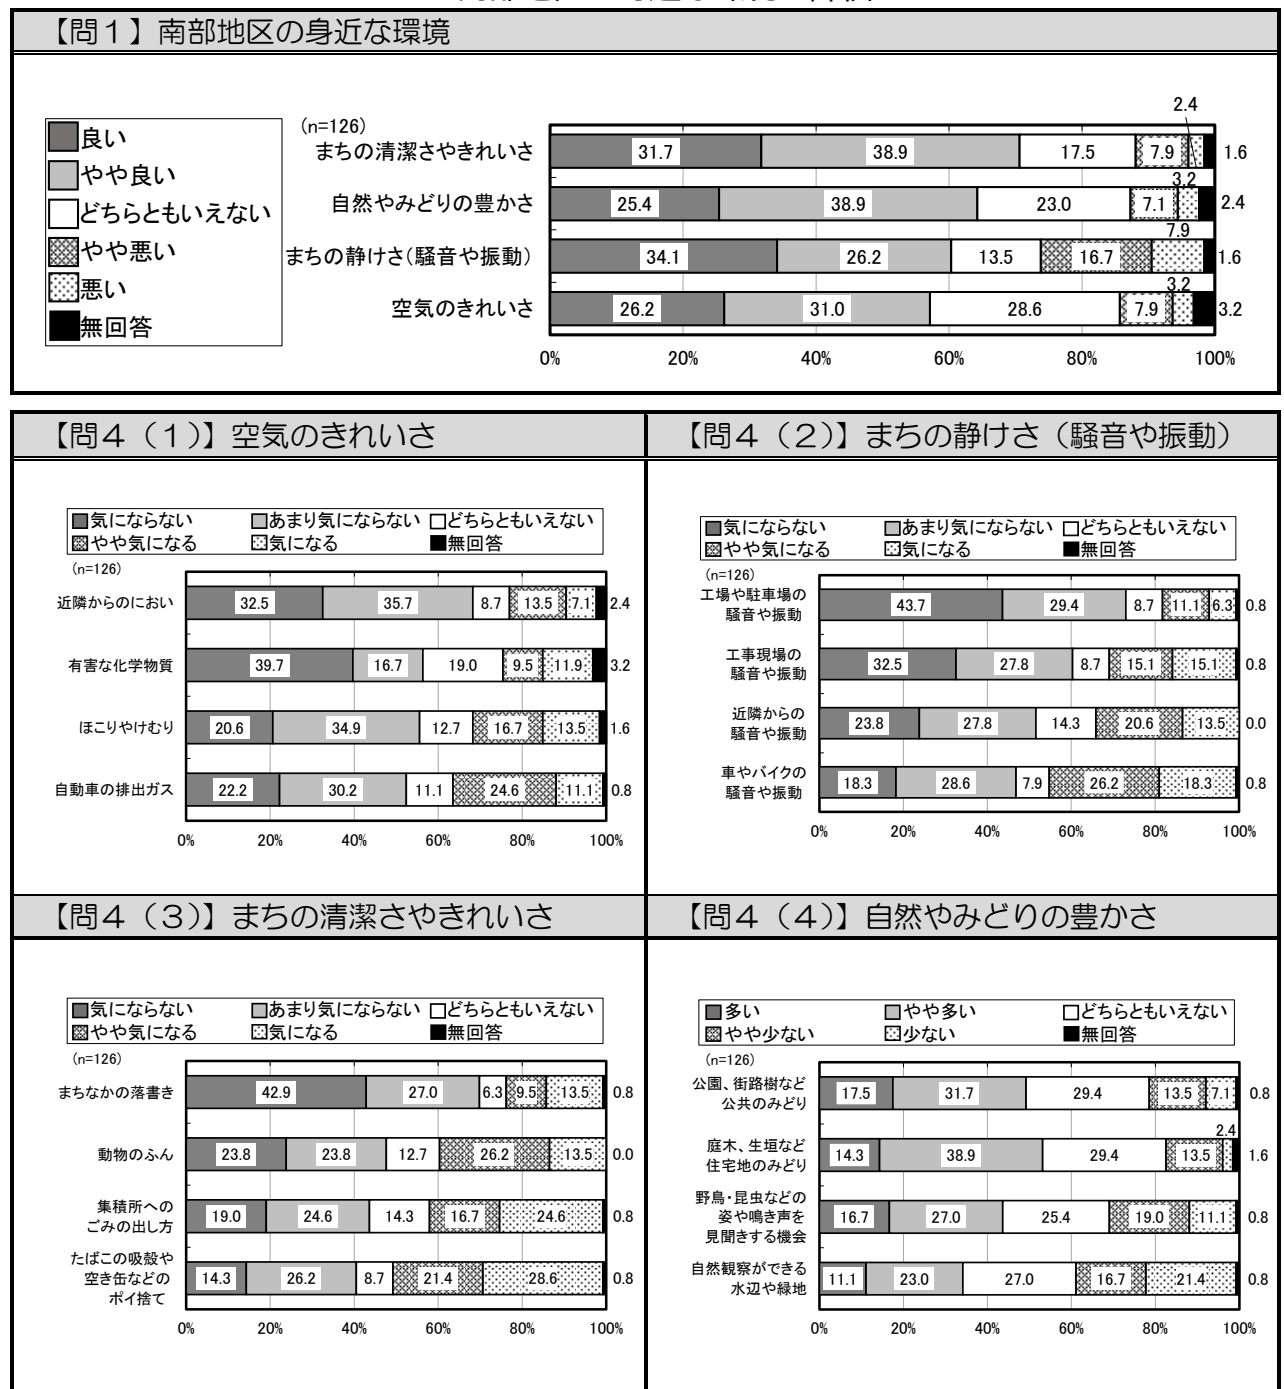 【問1】南部地区の身近な環境
良い
やや良い
どちらともいえない
やや悪い
悪い
無回答
(n=126)
2.4
まちの清潔さやきれいさ 31.7 38.9 17.5 7.9 1.6
3.2
自然やみどりの豊かさ 25.4 38.9 23.0 7.1 2.4
7.9
まちの静けさ(騒音や振動) 34.1 26.2 13.5 16.7 1.6
3.2
空気のきれいさ 26.2 31.0 28.6 7.9 3.2
0% 20% 40% 60% 80% 100%
【問4(1)】空気のきれいさ
気にならない あまり気にならない どちらともいえない
やや気になる 気になる 無回答
(n=126)
近隣からのにおい 32.5 35.7 8.7 13.5 7.1 2.4
有害な化学物質 39.7 16.7 19.0 9.5 11.9 3.2
ほこりやけむり 20.6 34.9 12.7 16.7 13.5 1.6
自動車の排出ガス 22.2 30.2 11.1 24.6 11.1 0.8
0% 20% 40% 60% 80% 100%
【問4(2)】まちの静けさ(騒音や振動)
気にならない あまり気にならない どちらともいえない
やや気になる 気になる 無回答
(n=126)
工場や駐車場の
騒音や振動 43.7 29.4 8.7 11.1 6.3 0.8
工事現場の
騒音や振動 32.5 27.8 8.7 15.1 15.1 0.8
近隣からの
騒音や振動 23.8 27.8 14.3 20.6 13.5 0.0
車やバイクの
騒音や振動 18.3 28.6 7.9 26.2 18.3 0.8
0% 20% 40% 60% 80% 100%
【問4(3)】まちの清潔さやきれいさ
気にならない あまり気にならない どちらともいえない
やや気になる 気になる 無回答
(n=126)
まちなかの落書き 42.9 27.0 6.3 9.5 13.5 0.8
動物のふん 23.8 23.8 12.7 26.2 13.5 0.0
集積所への
ごみの出し方 19.0 24.6 14.3 16.7 24.6 0.8
たばこの吸殻や
空き缶などの
ポイ捨て 14.3 26.2 8.7 21.4 28.6 0.8
0% 20% 40% 60% 80% 100%
【問4(4)】自然やみどりの豊かさ
多い やや多い どちらともいえない
やや少ない 少ない 無回答
(n=126)
公園、街路樹など
公共のみどり 17.5 31.7 29.4 13.5 7.1 0.8
庭木、生垣など
住宅地のみどり 14.3 38.9 29.4 13.5 2.4 1.6
野鳥・昆虫などの
姿や鳴き声を
見聞きする機会 16.7 27.0 25.4 19.0 11.1 0.8
自然観察ができる
水辺や緑地 11.1 23.0 27.0 16.7 21.4 0.8
0% 20% 40% 60% 80% 100%